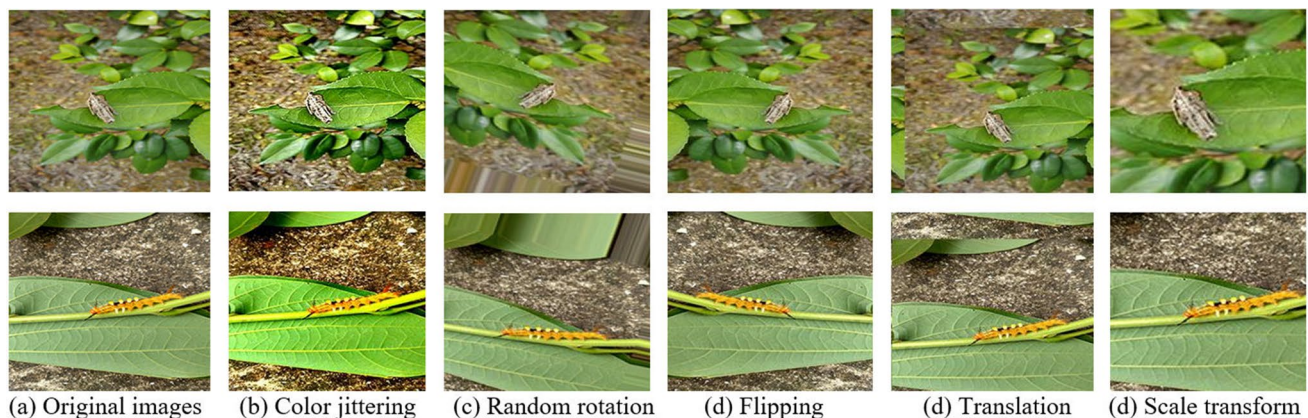 (a) Original images (b) Color jittering (c) Random rotation (d) Flipping (d) Translation (d) Scale transform